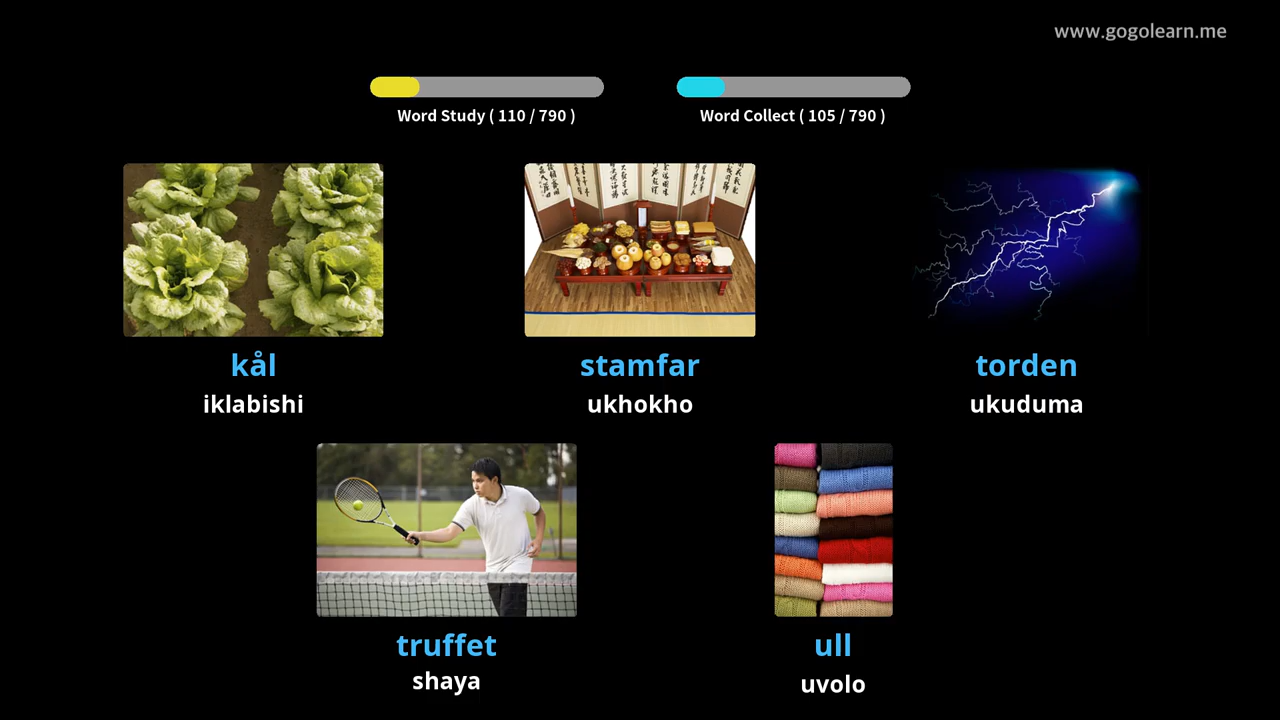 www.gogolearn.me
Word Study ( 110 / 790 )
Word Collect ( 105 / 790 )
kål
iklabishi
stamfar
ukhokho
torden
ukuduma
truffet
shaya
ull
uvolo